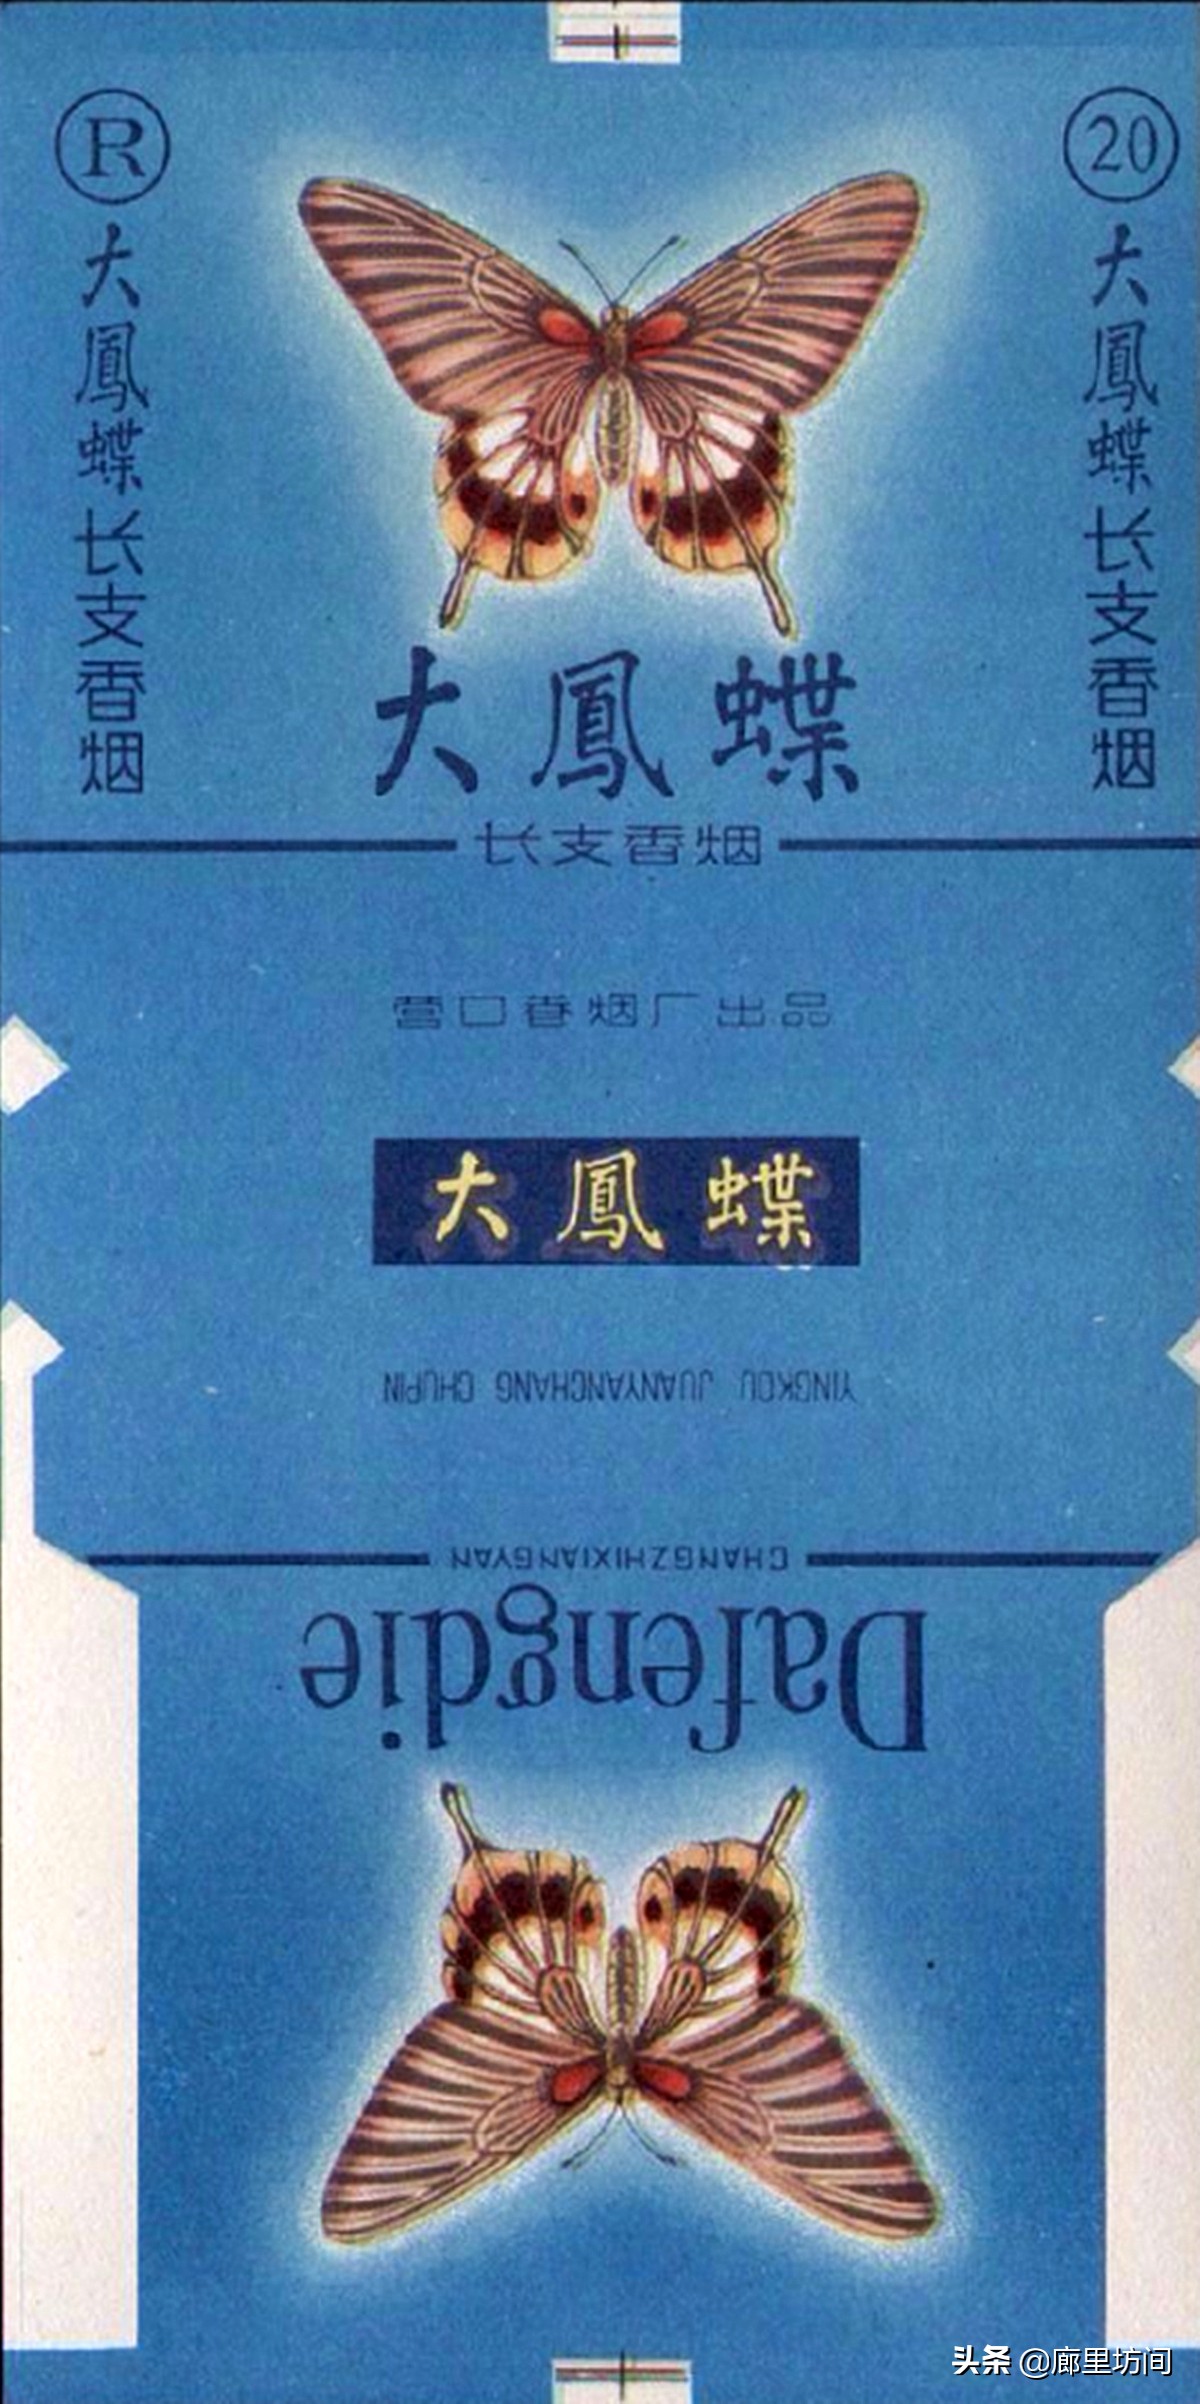 R
20
大鳳蝶长支香烟
大鳳蝶长支香烟
大鳳蝶
长支香烟
营口卷烟厂出品
大鳳蝶
YINGKOU JUANYANCHANG CHUPIN
CHANGZHIXIANGYAN
Dafengdie
头条 @廊里坊间